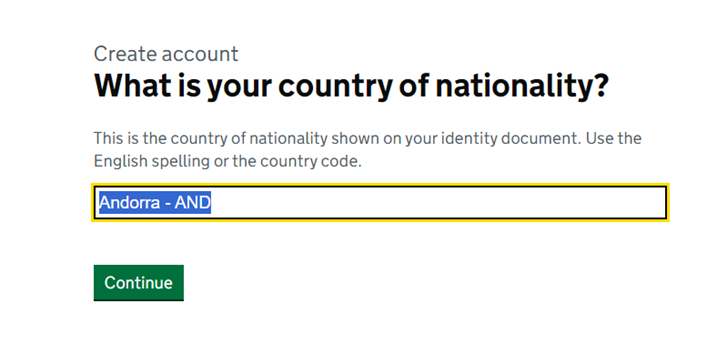 Create account
What is your country of nationality?
This is the country of nationality shown on your identity document. Use the
English spelling or the country code.
Andorra - AND
Continue